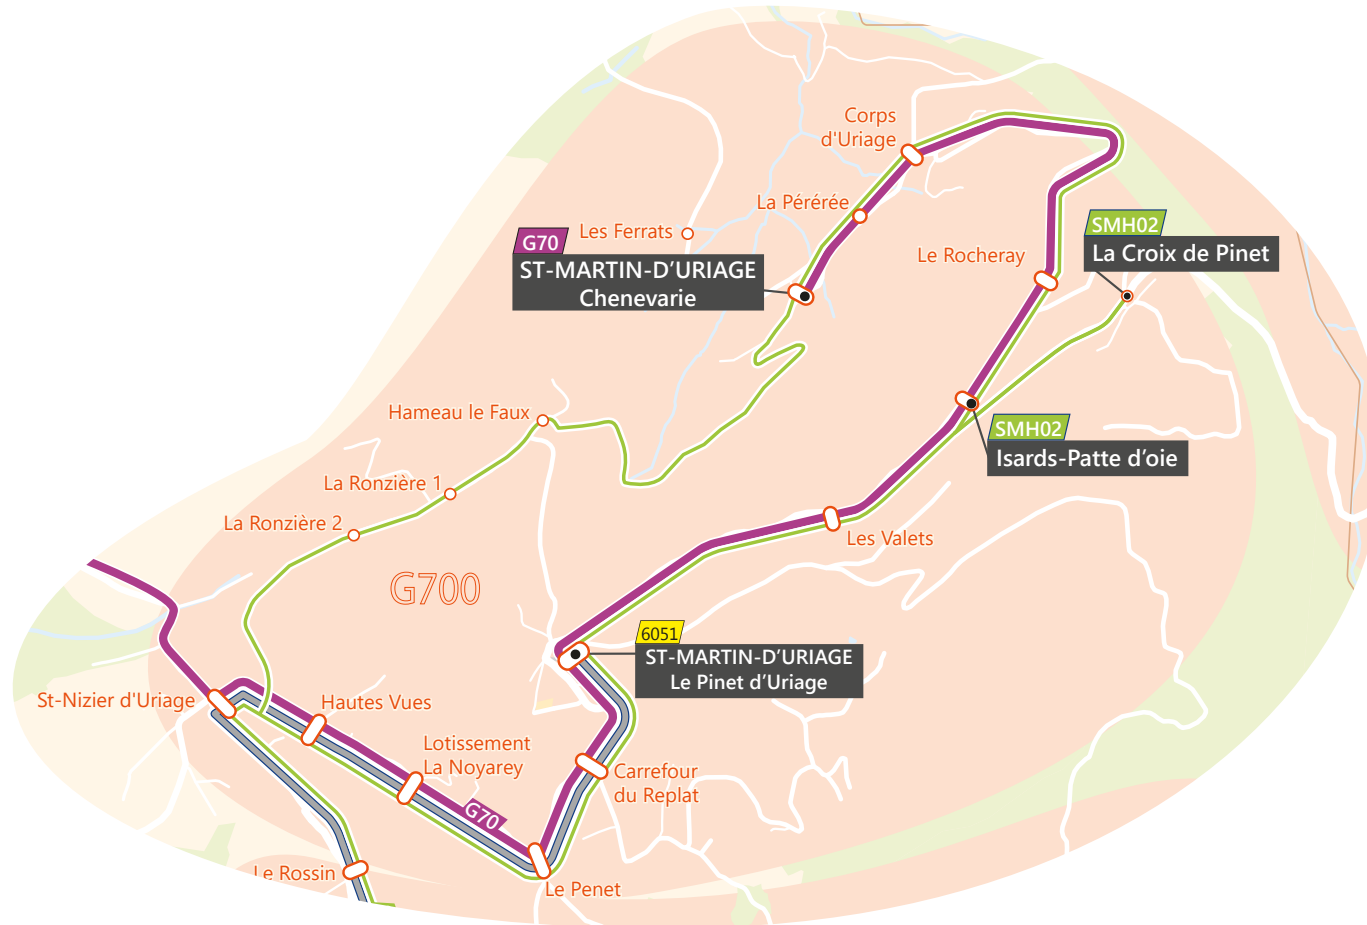 Corps
d'Uriage
La Pérérée
Les Ferrats
G70
ST-MARTIN-D’URIAGE
Chenevarie
SMH02
La Croix de Pinet
Le Rocheray
Hameau le Faux
SMH02
Isards-Patte d’oie
La Ronzière 1
La Ronzière 2
Les Valets
G700
6051
ST-MARTIN-D’URIAGE
Le Pinet d’Uriage
St-Nizier d'Uriage
Hautes Vues
Lotissement
La Noyarey
Carrefour
du Replat
G70
Le Rossin
Le Penet